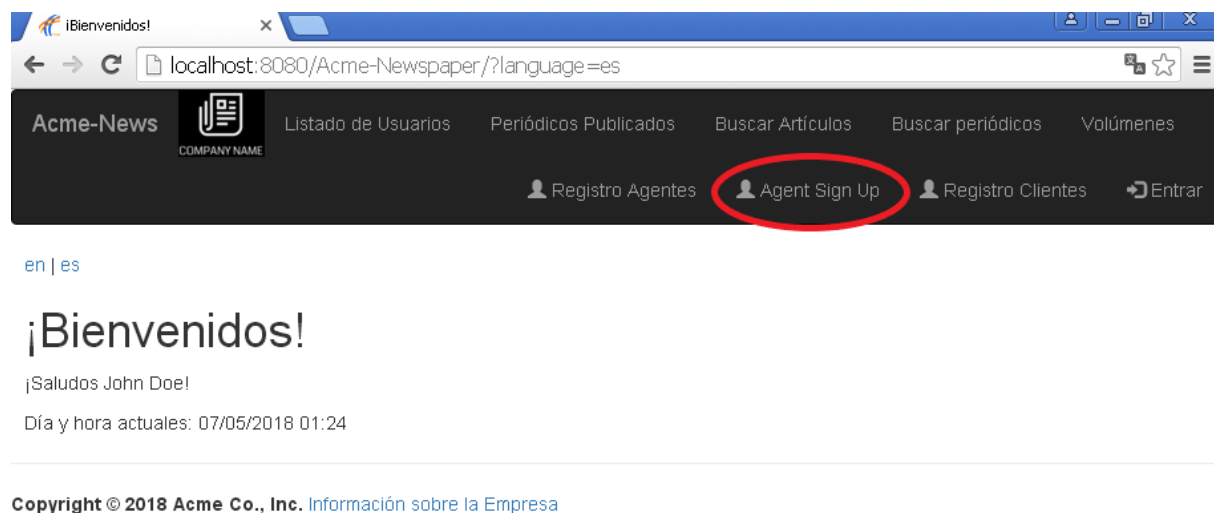 ¡Bienvenidos!
localhost:8080/Acme-Newspaper/?language=es
Acme-News COMPANY NAME Listado de Usuarios Periódicos Publicados Buscar Artículos Buscar periódicos Volúmenes
Registro Agentes Agent Sign Up Registro Clientes Entrar
en | es
¡Bienvenidos!
¡Saludos John Doe!
Día y hora actuales: 07/05/2018 01:24
Copyright © 2018 Acme Co., Inc. Información sobre la Empresa